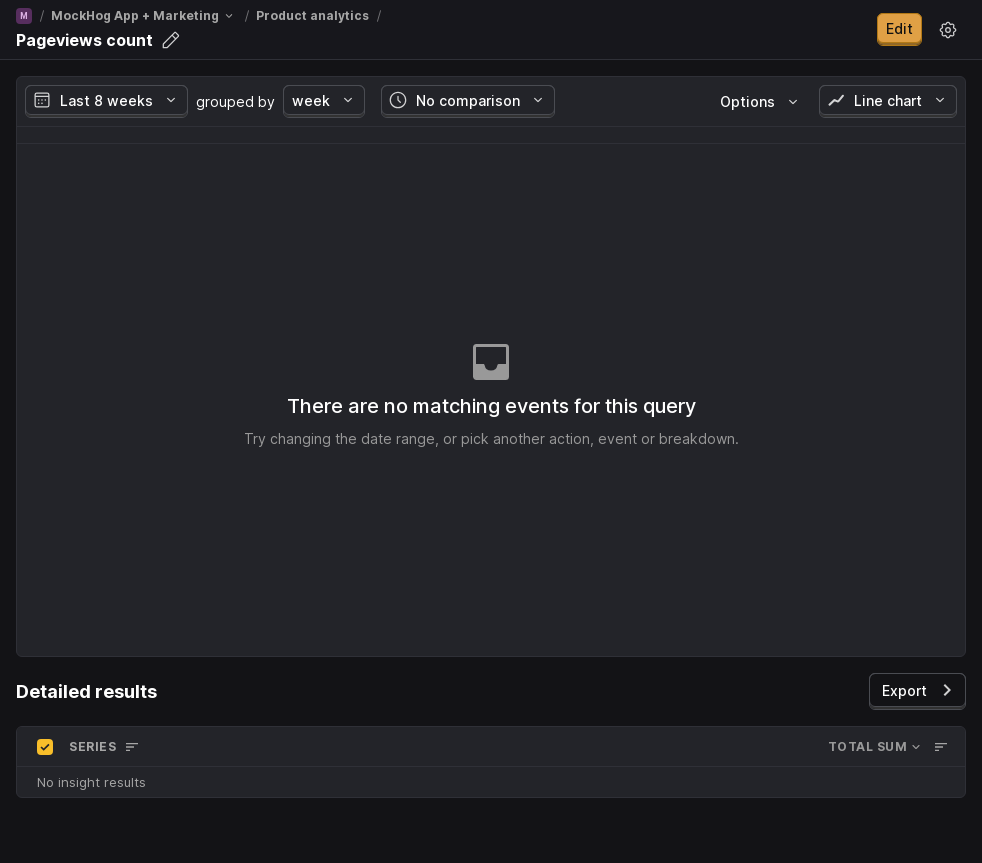 M / MockHog App + Marketing / Product analytics /
Pageviews count
Edit
Last 8 weeks grouped by week No comparison Options Line chart
There are no matching events for this query
Try changing the date range, or pick another action, event or breakdown.
Detailed results
Export
SERIES TOTAL SUM
No insight results